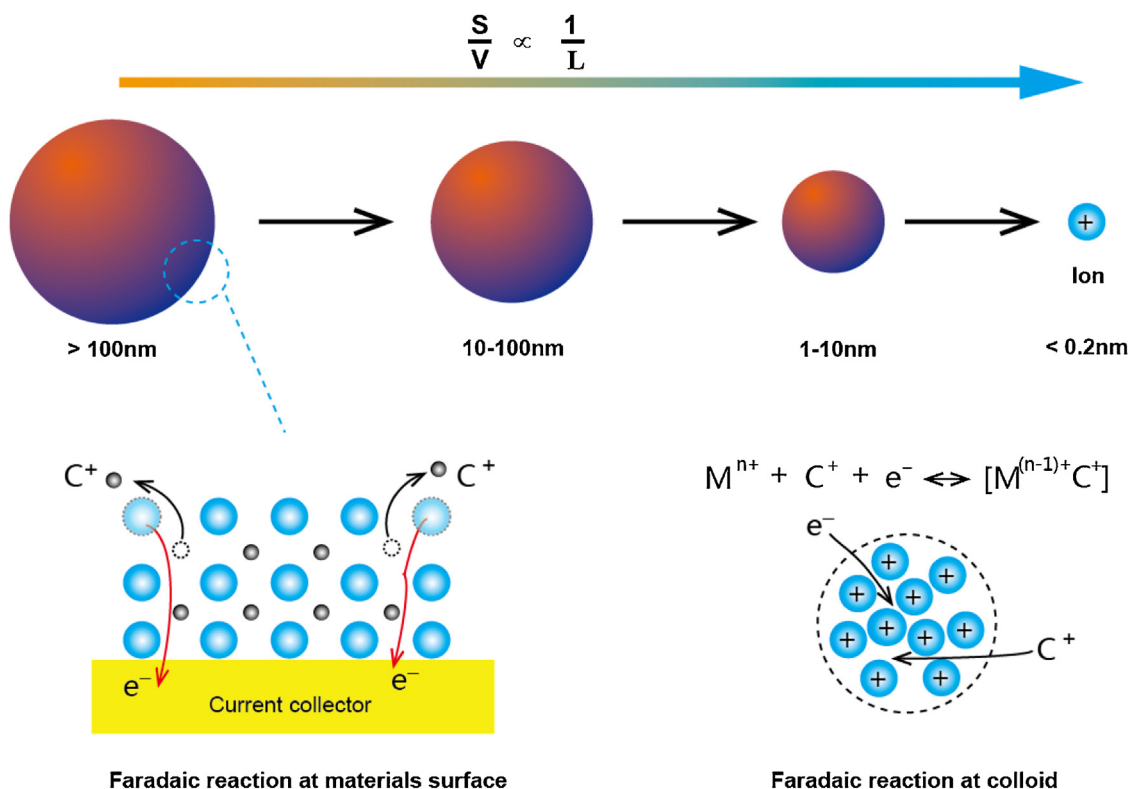 S/V ∝ 1/L
Ion
> 100nm 10-100nm 1-10nm < 0.2nm
C⁺ C⁺
Mⁿ⁺ + C⁺ + e⁻ ↔ [M⁽ⁿ⁻¹⁾⁺C⁺]
e⁻
+ + + + + + + + + +
C⁺
e⁻ e⁻
Current collector
Faradaic reaction at materials surface Faradaic reaction at colloid